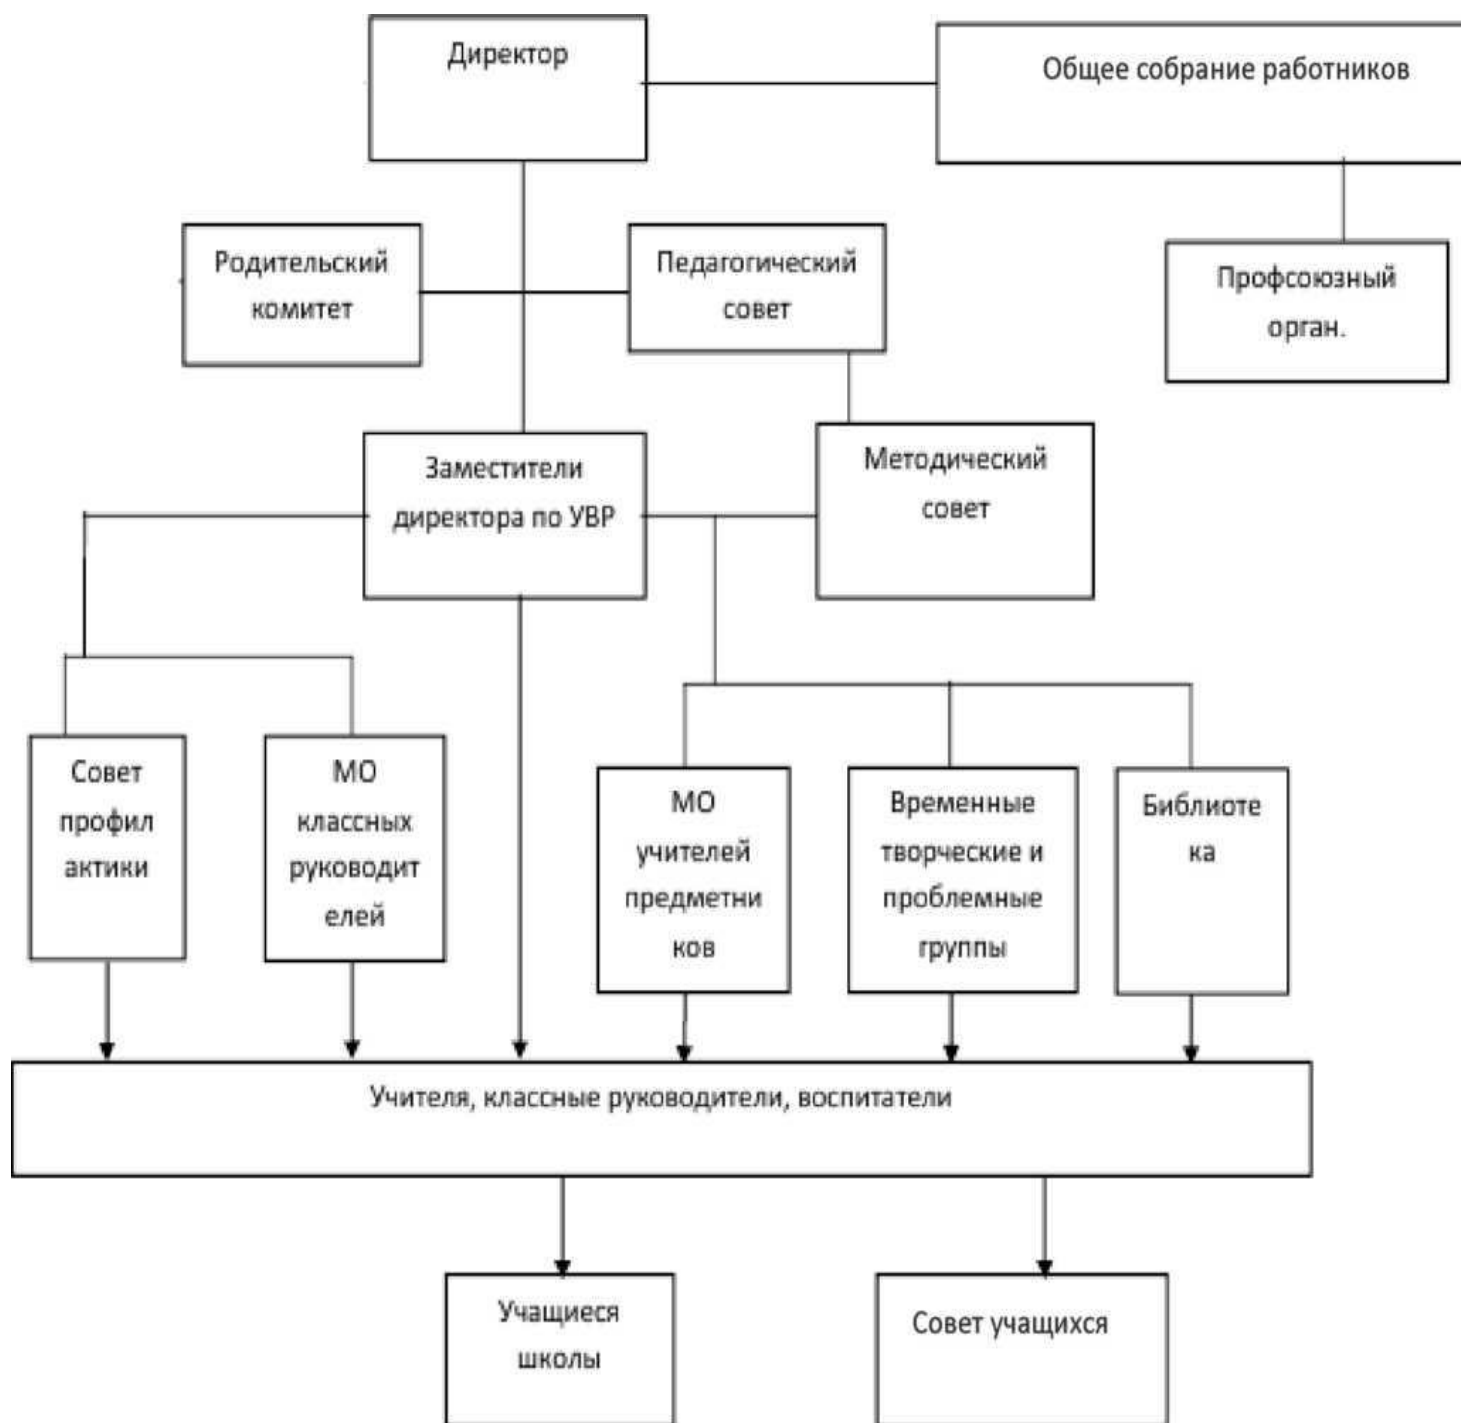 Директор
Общее собрание работников
Родительский
комитет
Педагогический
совет
Профсоюзный
орган.
Заместители
директора по УВР
Методический
совет
Совет
профил
актики
МО
классных
руководит
елей
МО
учителей
предметни
ков
Временные
творческие и
проблемные
группы
Библиоте
ка
Учителя, классные руководители, воспитатели
Учащиеся
школы
Совет учащихся